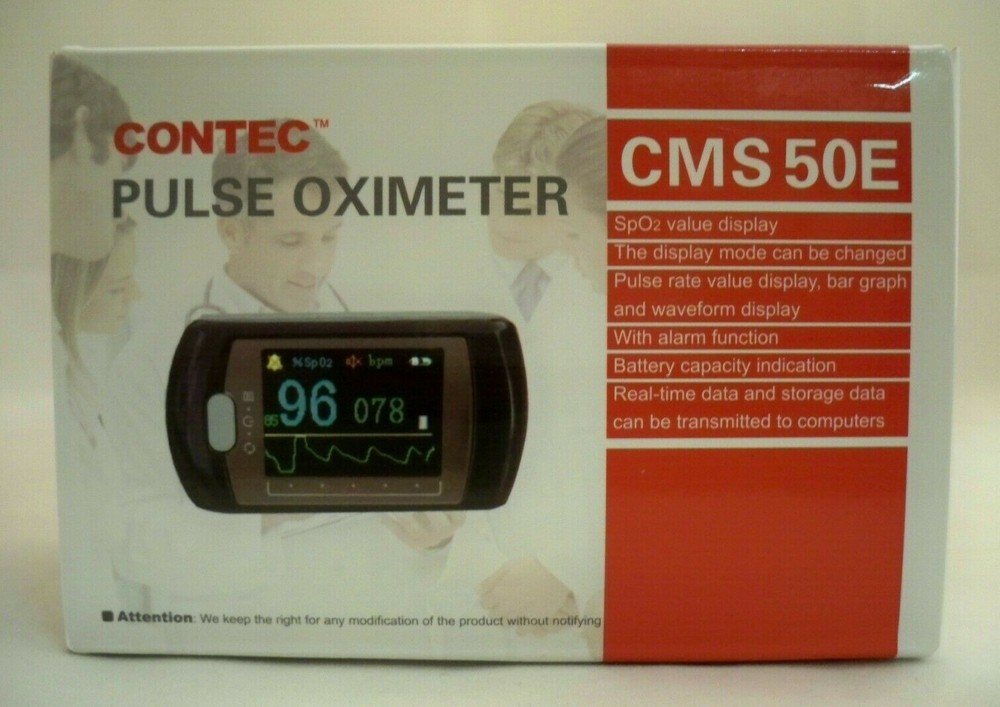 CONTEC™
PULSE OXIMETER
CMS 50E
SpO2 value display
The display mode can be changed
Pulse rate value display, bar graph
and waveform display
With alarm function
Battery capacity indication
Real-time data and storage data
can be transmitted to computers
%SpO2 bpm
85 96 078
■ Attention: We keep the right for any modification of the product without notifying